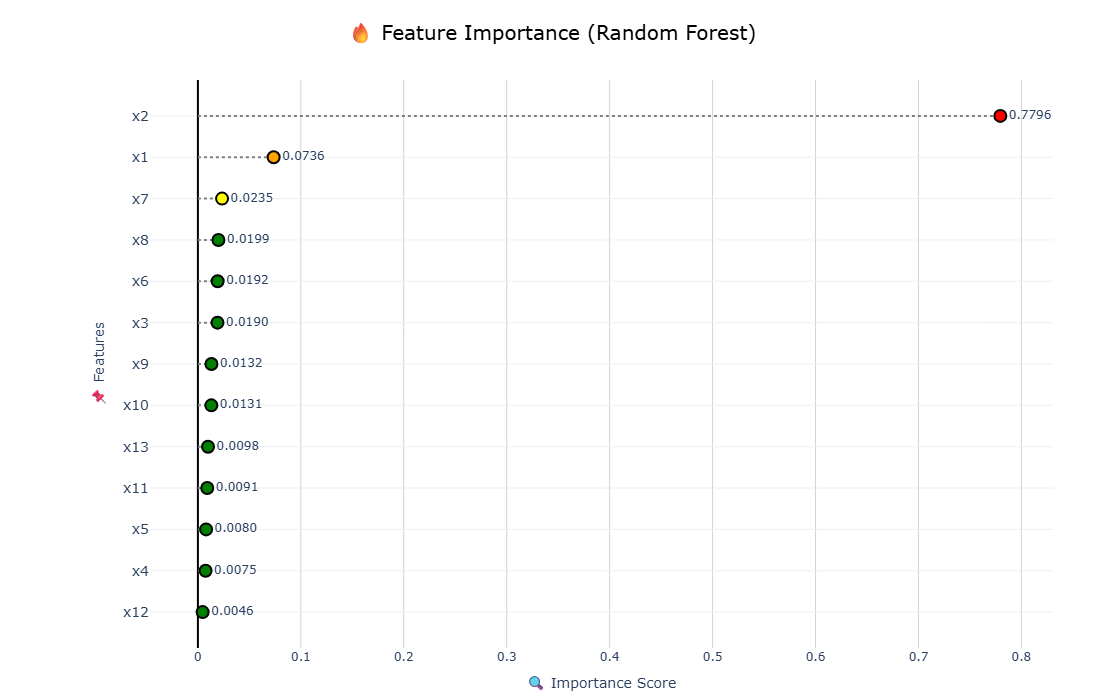 🔥 Feature Importance (Random Forest)
x2 0.7796
x1 0.0736
x7 0.0235
x8 0.0199
x6 0.0192
x3 0.0190
x9 0.0132
x10 0.0131
x13 0.0098
x11 0.0091
x5 0.0080
x4 0.0075
x12 0.0046
📌 Features
0 0.1 0.2 0.3 0.4 0.5 0.6 0.7 0.8
🔍 Importance Score